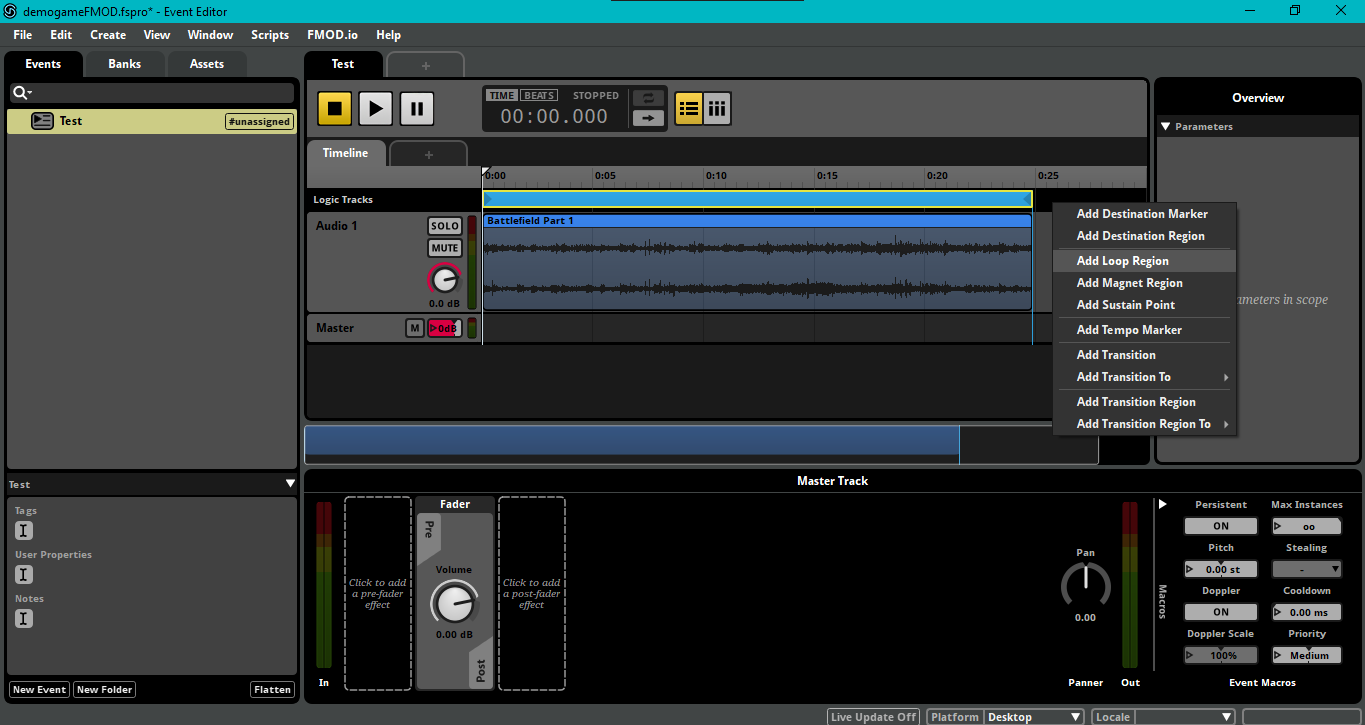 demogameFMOD.fspro* - Event Editor
File Edit Create View Window Scripts FMOD.io Help
Events Banks Assets
Test #unassigned
Test
Tags
User Properties
Notes
New Event New Folder Flatten
Test +
TIME BEATS STOPPED
00:00.000
Timeline +
0:00 0:05 0:10 0:15 0:20 0:25
Logic Tracks
Audio 1 SOLO
MUTE
0.0 dB
Battlefield Part 1
Master M 0dB
Add Destination Marker
Add Destination Region
Add Loop Region
Add Magnet Region
Add Sustain Point
Add Tempo Marker
Add Transition
Add Transition To
Add Transition Region
Add Transition Region To
Overview
Parameters
ameters in scope
Master Track
In
Click to add
a pre-fader
effect
Fader
Pre
Volume
0.00 dB
Post
Click to add
a post-fader
effect
Pan
0.00
Panner Out
Macros
Persistent Max Instances
ON oo
Pitch Stealing
0.00 st -
Doppler Cooldown
ON 0.00 ms
Doppler Scale Priority
100% Medium
Event Macros
Live Update Off Platform Desktop Locale